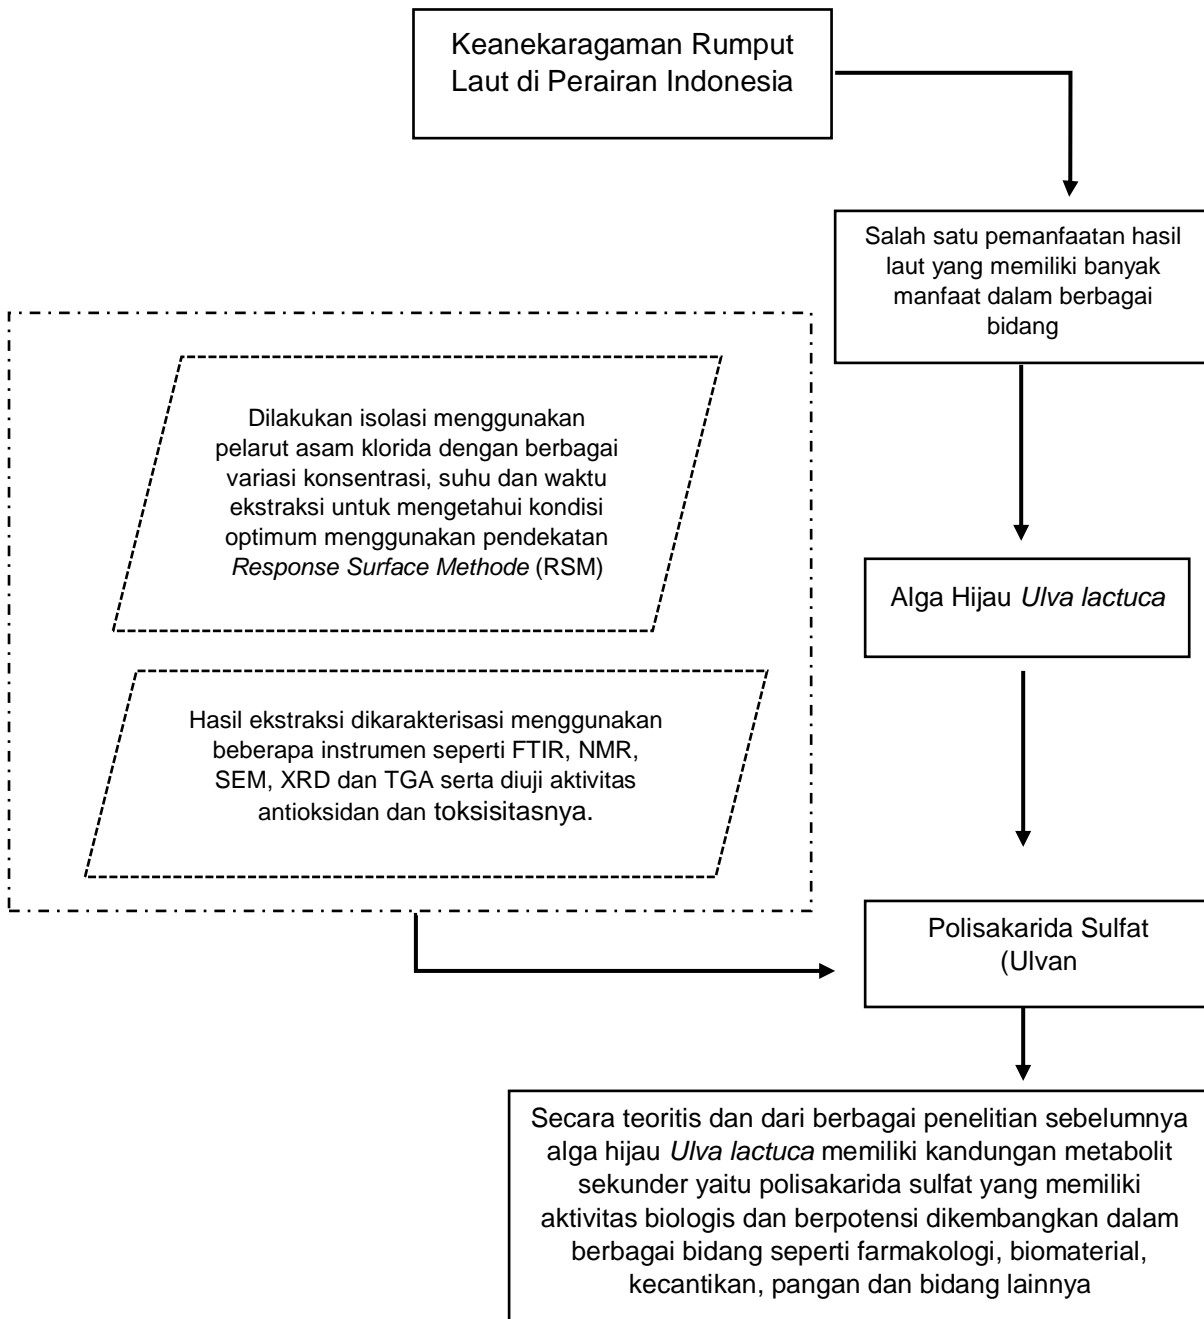 Keanekaragaman Rumput
Laut di Perairan Indonesia
Salah satu pemanfaatan hasil
laut yang memiliki banyak
manfaat dalam berbagai
bidang
Dilakukan isolasi menggunakan
pelarut asam klorida dengan berbagai
variasi konsentrasi, suhu dan waktu
ekstraksi untuk mengetahui kondisi
optimum menggunakan pendekatan
Response Surface Methode (RSM)
Alga Hijau Ulva lactuca
Hasil ekstraksi dikarakterisasi menggunakan
beberapa instrumen seperti FTIR, NMR,
SEM, XRD dan TGA serta diuji aktivitas
antioksidan dan toksisitasnya.
Polisakarida Sulfat
(Ulvan
Secara teoritis dan dari berbagai penelitian sebelumnya
alga hijau Ulva lactuca memiliki kandungan metabolit
sekunder yaitu polisakarida sulfat yang memiliki
aktivitas biologis dan berpotensi dikembangkan dalam
berbagai bidang seperti farmakologi, biomaterial,
kecantikan, pangan dan bidang lainnya